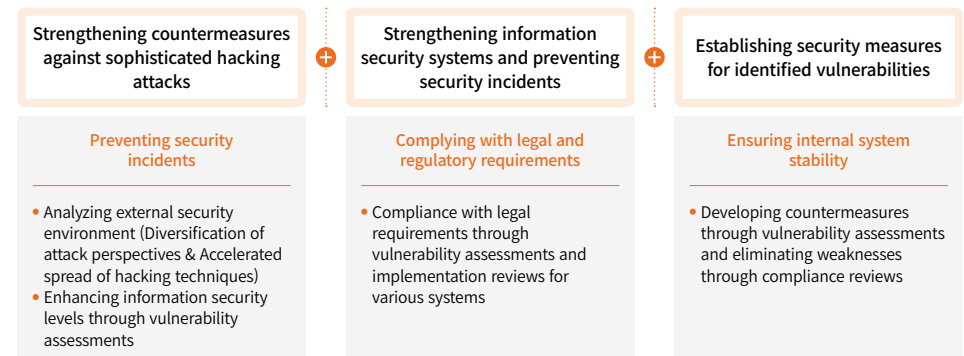 Strengthening countermeasures
against sophisticated hacking
attacks
+
Strengthening information
security systems and preventing
security incidents
+
Establishing security measures
for identified vulnerabilities
Preventing security
incidents
• Analyzing external security
environment (Diversification of
attack perspectives & Accelerated
spread of hacking techniques)
• Enhancing information security
levels through vulnerability
assessments
Complying with legal and
regulatory requirements
• Compliance with legal
requirements through
vulnerability assessments and
implementation reviews for
various systems
Ensuring internal system
stability
• Developing countermeasures
through vulnerability assessments
and eliminating weaknesses
through compliance reviews